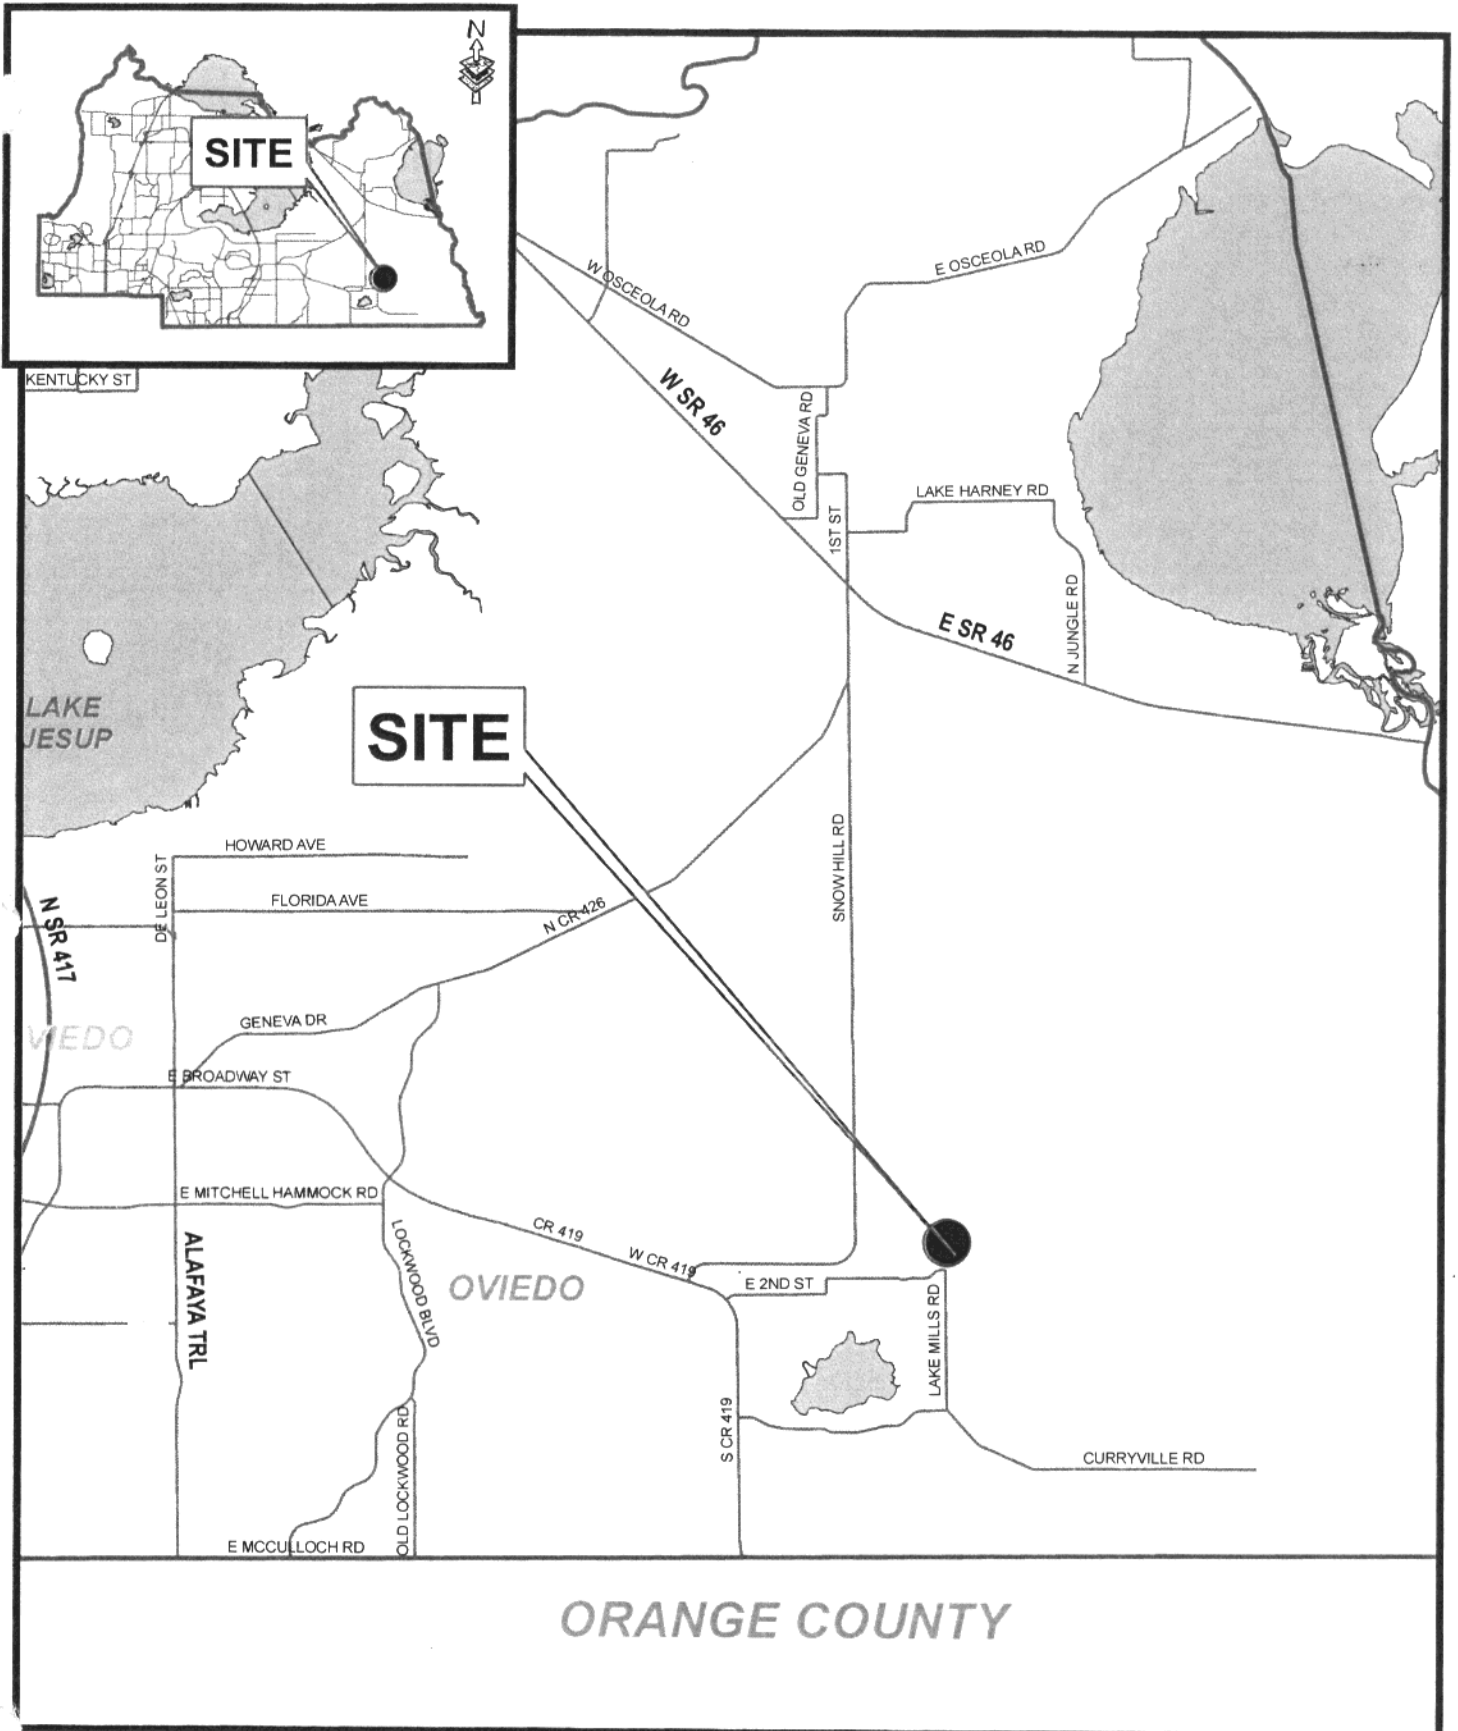 N
SITE
KENTUCKY ST
W OSCEOLA RD
E OSCEOLA RD
W SR 46
OLD GENEVA RD
1ST ST
LAKE HARNEY RD
N JUNGLE RD
E SR 46
LAKE
JESUP
SITE
HOWARD AVE
DE LEON ST
FLORIDA AVE
N CR 426
SNOW HILL RD
N SR 417
VIEDO
GENEVA DR
E BROADWAY ST
E MITCHELL HAMMOCK RD
ALAFAYA TRL
LOCKWOOD BLVD
CR 419
W CR 419
OVIEDO
E 2ND ST
LAKE MILLS RD
S CR 419
OLD LOCKWOOD RD
CURRYVILLE RD
E MCCULLOCH RD
ORANGE COUNTY